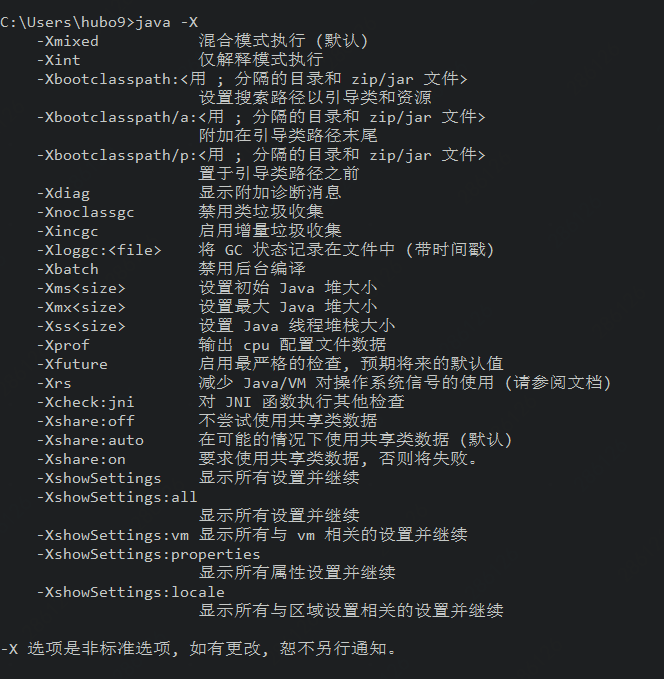 C:\Users\hubo9>java -X
-Xmixed 混合模式执行 (默认)
-Xint 仅解释模式执行
-Xbootclasspath:<用 ; 分隔的目录和 zip/jar 文件>
设置搜索路径以引导类和资源
-Xbootclasspath/a:<用 ; 分隔的目录和 zip/jar 文件>
附加在引导类路径末尾
-Xbootclasspath/p:<用 ; 分隔的目录和 zip/jar 文件>
置于引导类路径之前
-Xdiag 显示附加诊断消息
-Xnoclassgc 禁用类垃圾收集
-Xincgc 启用增量垃圾收集
-Xloggc:<file> 将 GC 状态记录在文件中 (带时间戳)
-Xbatch 禁用后台编译
-Xms<size> 设置初始 Java 堆大小
-Xmx<size> 设置最大 Java 堆大小
-Xss<size> 设置 Java 线程堆栈大小
-Xprof 输出 cpu 配置文件数据
-Xfuture 启用最严格的检查, 预期将来的默认值
-Xrs 减少 Java/VM 对操作系统信号的使用 (请参阅文档)
-Xcheck:jni 对 JNI 函数执行其他检查
-Xshare:off 不尝试使用共享类数据
-Xshare:auto 在可能的情况下使用共享类数据 (默认)
-Xshare:on 要求使用共享类数据, 否则将失败。
-XshowSettings 显示所有设置并继续
-XshowSettings:all
显示所有设置并继续
-XshowSettings:vm 显示所有与 vm 相关的设置并继续
-XshowSettings:properties
显示所有属性设置并继续
-XshowSettings:locale
显示所有与区域设置相关的设置并继续
-X 选项是非标准选项, 如有更改, 恕不另行通知。